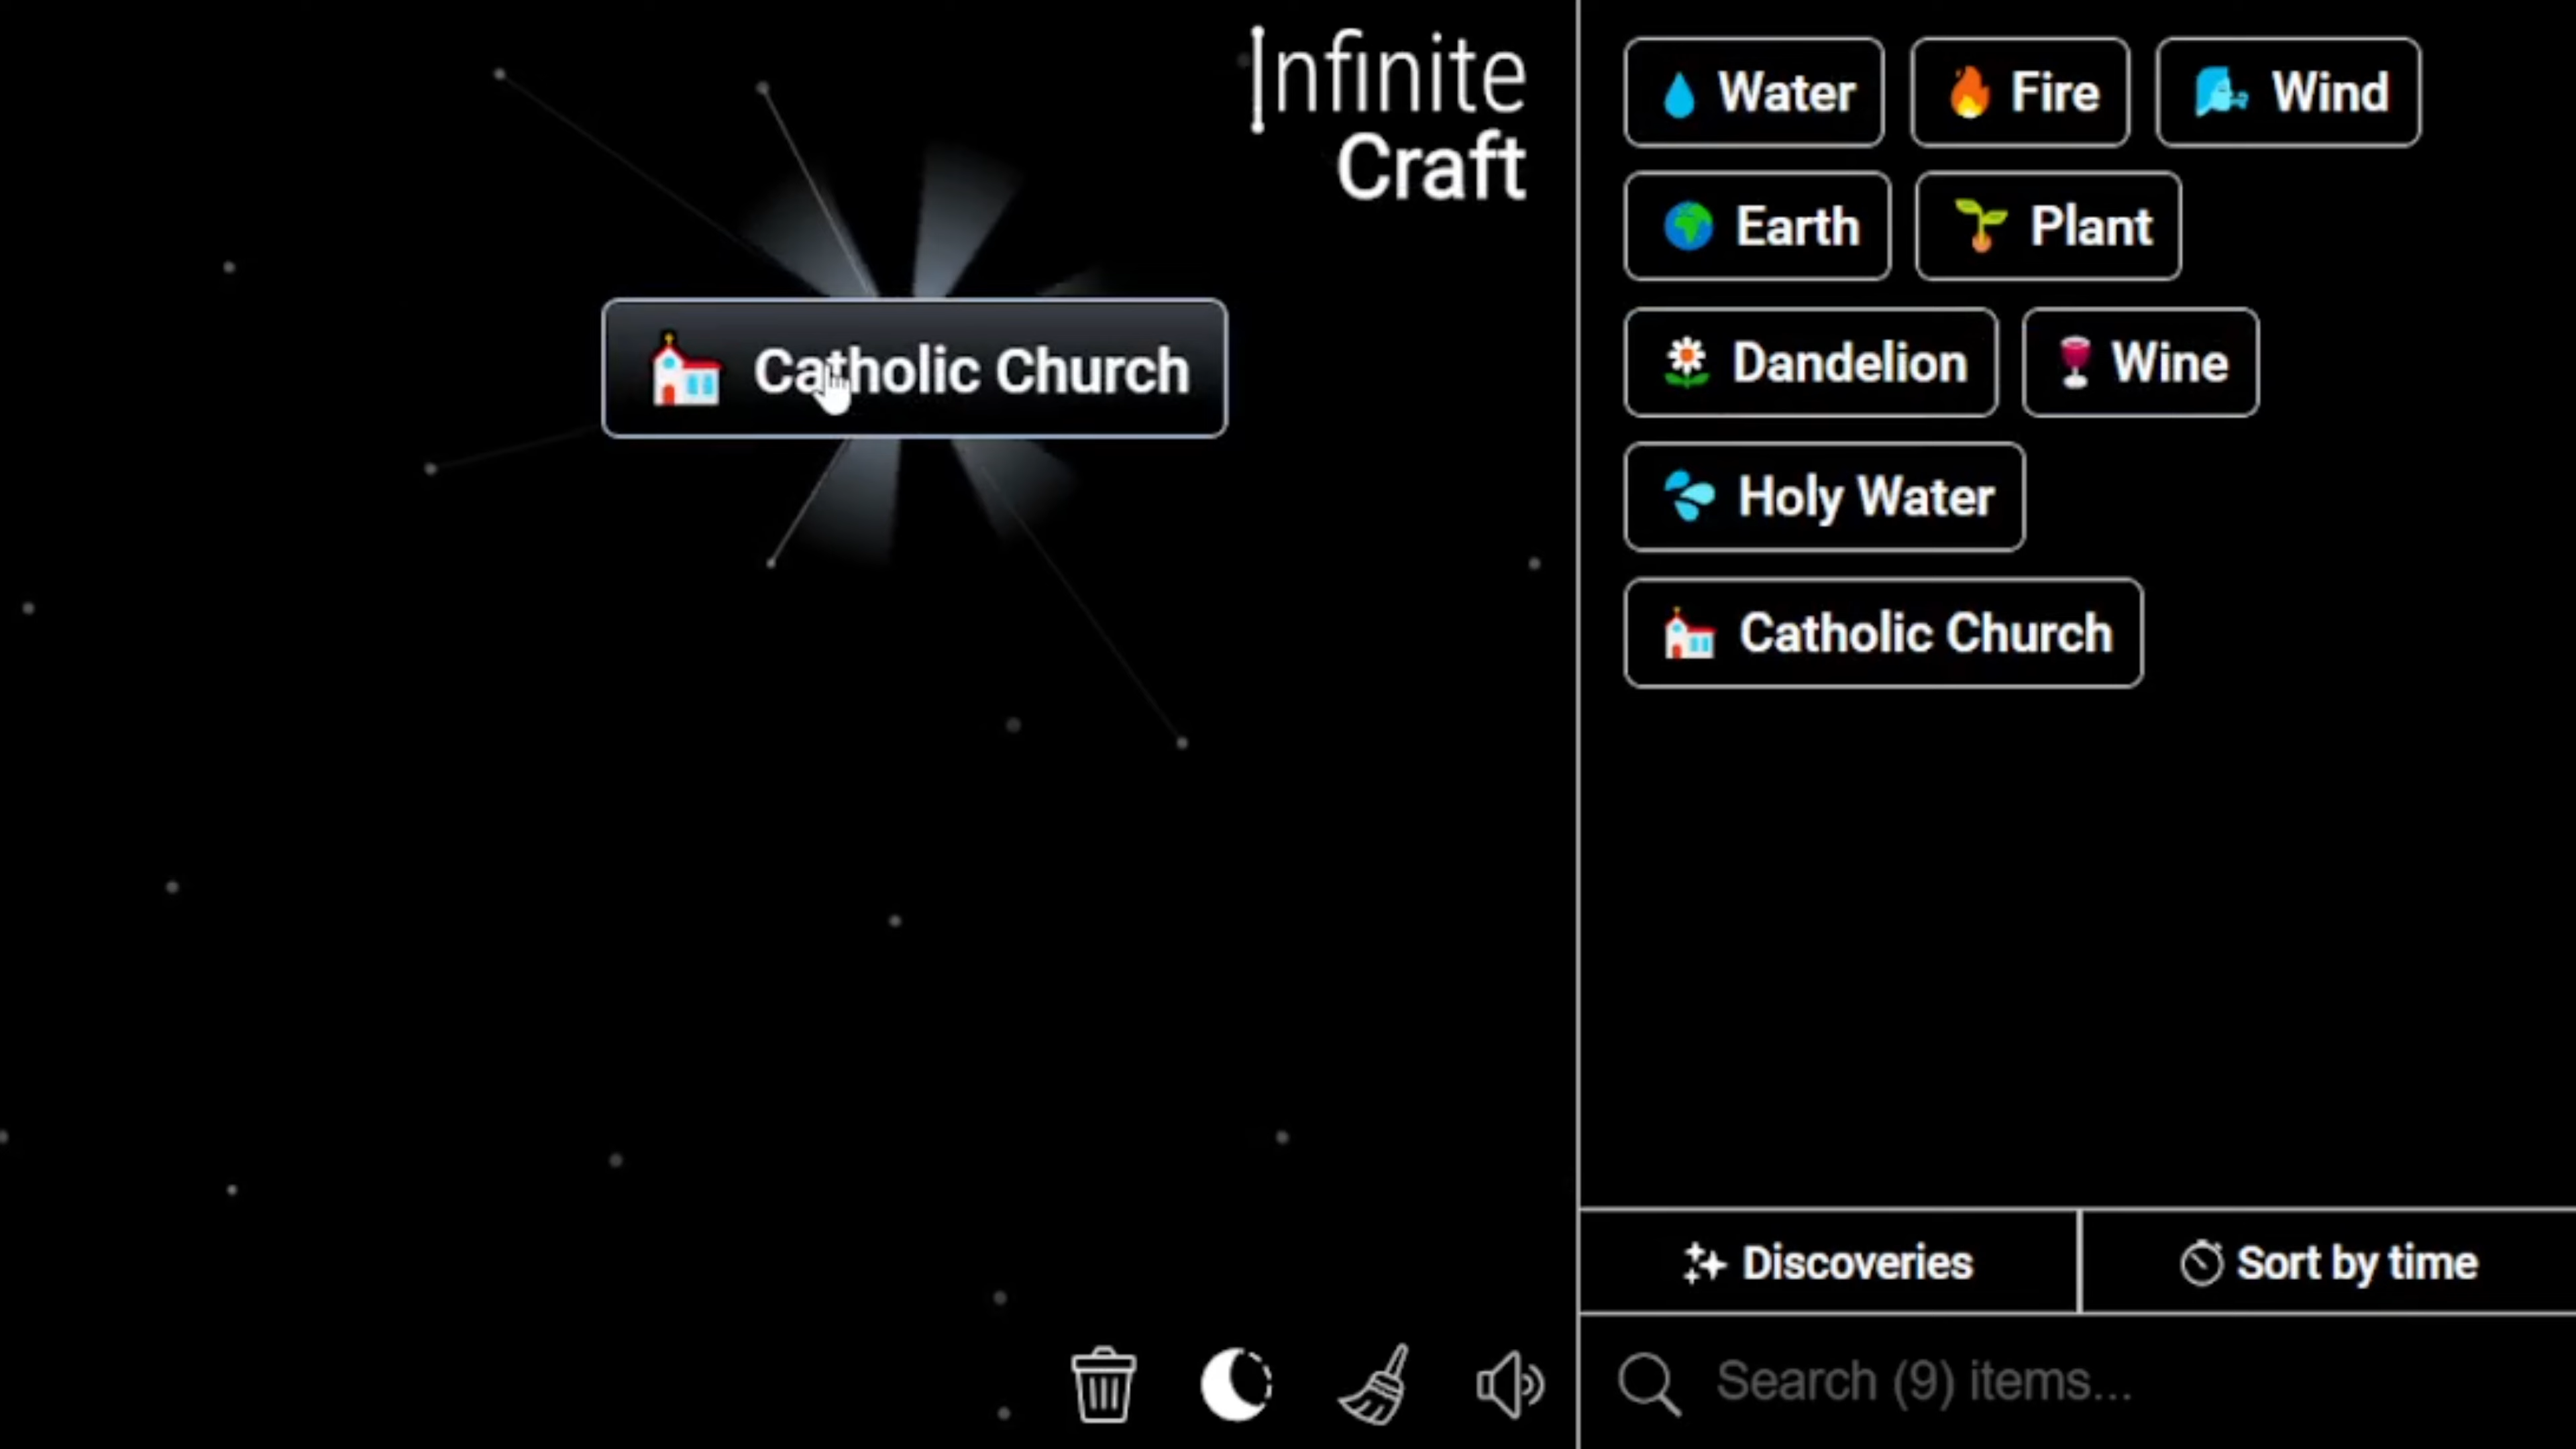 Infinite
Craft
Catholic Church
Water Fire Wind
Earth Plant
Dandelion Wine
Holy Water
Catholic Church
Discoveries Sort by time
Search (9) items...